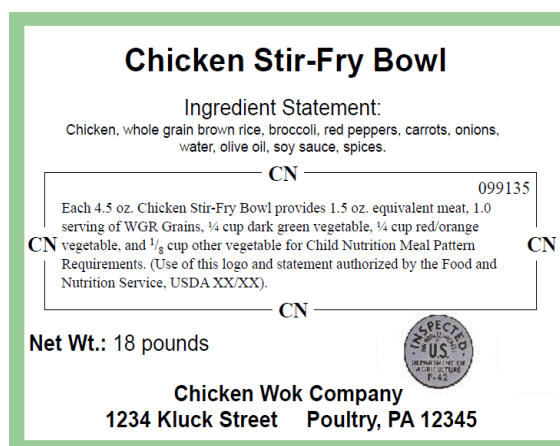 Chicken Stir-Fry Bowl
Ingredient Statement:
Chicken, whole grain brown rice, broccoli, red peppers, carrots, onions,
water, olive oil, soy sauce, spices.
CN
099135
Each 4.5 oz. Chicken Stir-Fry Bowl provides 1.5 oz. equivalent meat, 1.0
serving of WGR Grains, ¼ cup dark green vegetable, ¼ cup red/orange
CN vegetable, and 1/8 cup other vegetable for Child Nutrition Meal Pattern CN
Requirements. (Use of this logo and statement authorized by the Food and
Nutrition Service, USDA XX/XX).
CN
Net Wt.: 18 pounds
INSPECTED
U.S.
DEPARTMENT OF
AGRICULTURE
P-42
Chicken Wok Company
1234 Kluck Street Poultry, PA 12345